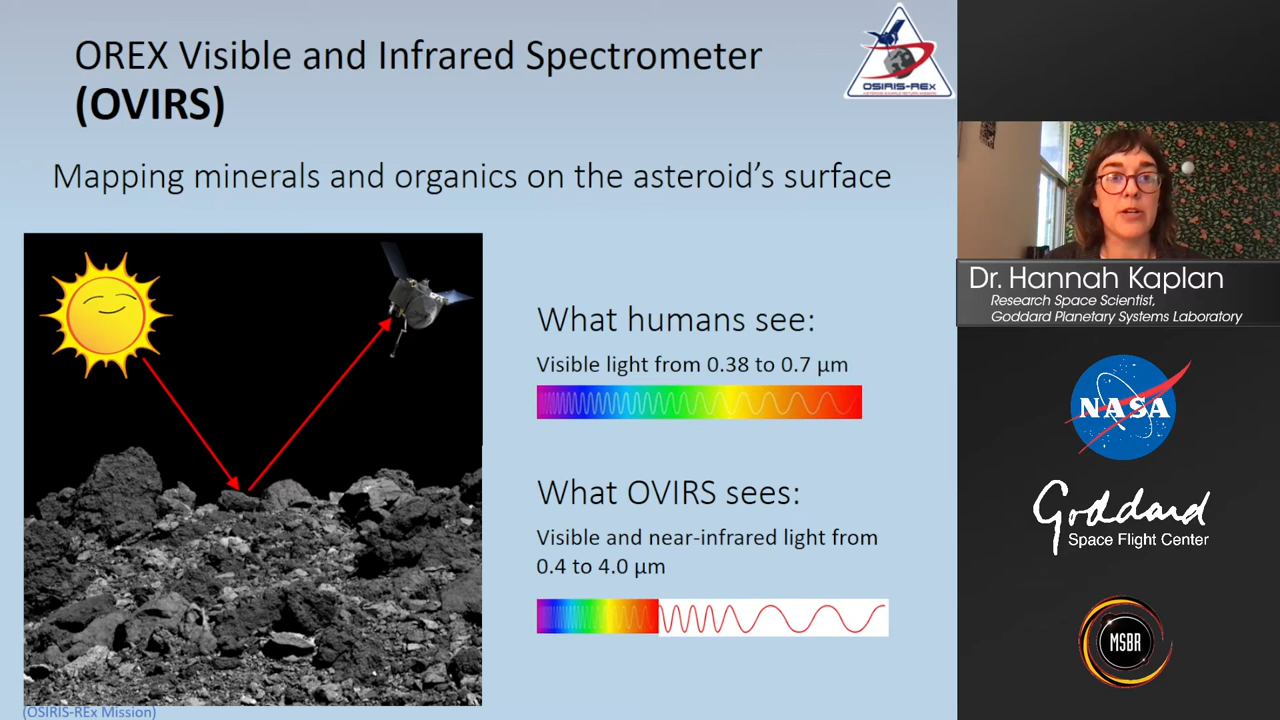 OREX Visible and Infrared Spectrometer
(OVIRS)
OSIRIS-REx
Mapping minerals and organics on the asteroid's surface
What humans see:
Visible light from 0.38 to 0.7 µm
What OVIRS sees:
Visible and near-infrared light from
0.4 to 4.0 µm
(OSIRIS-REx Mission)
Dr. Hannah Kaplan
Research Space Scientist,
Goddard Planetary Systems Laboratory
NASA
Goddard
Space Flight Center
MSBR